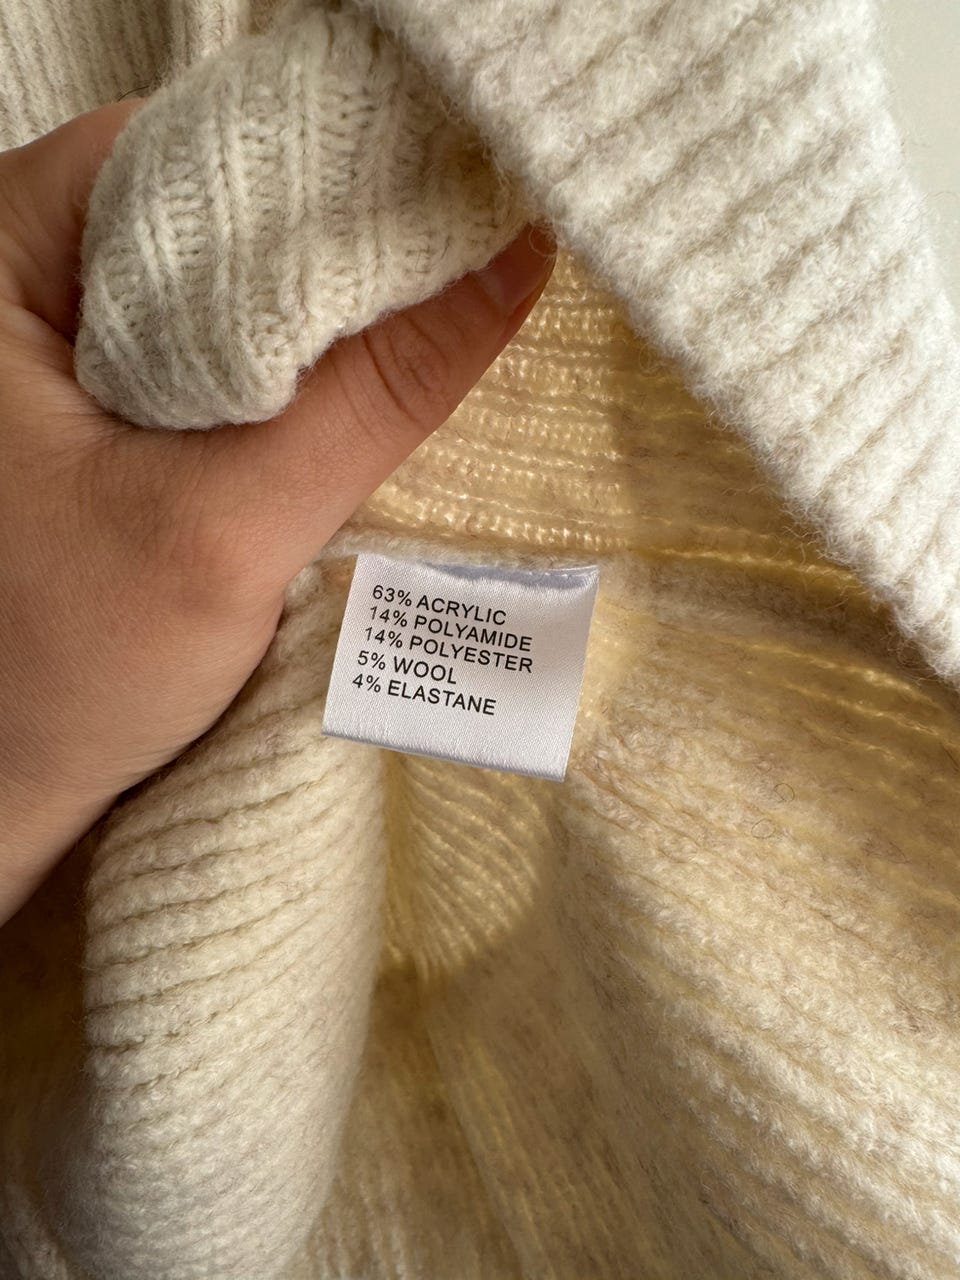 63% ACRYLIC
14% POLYAMIDE
14% POLYESTER
5% WOOL
4% ELASTANE